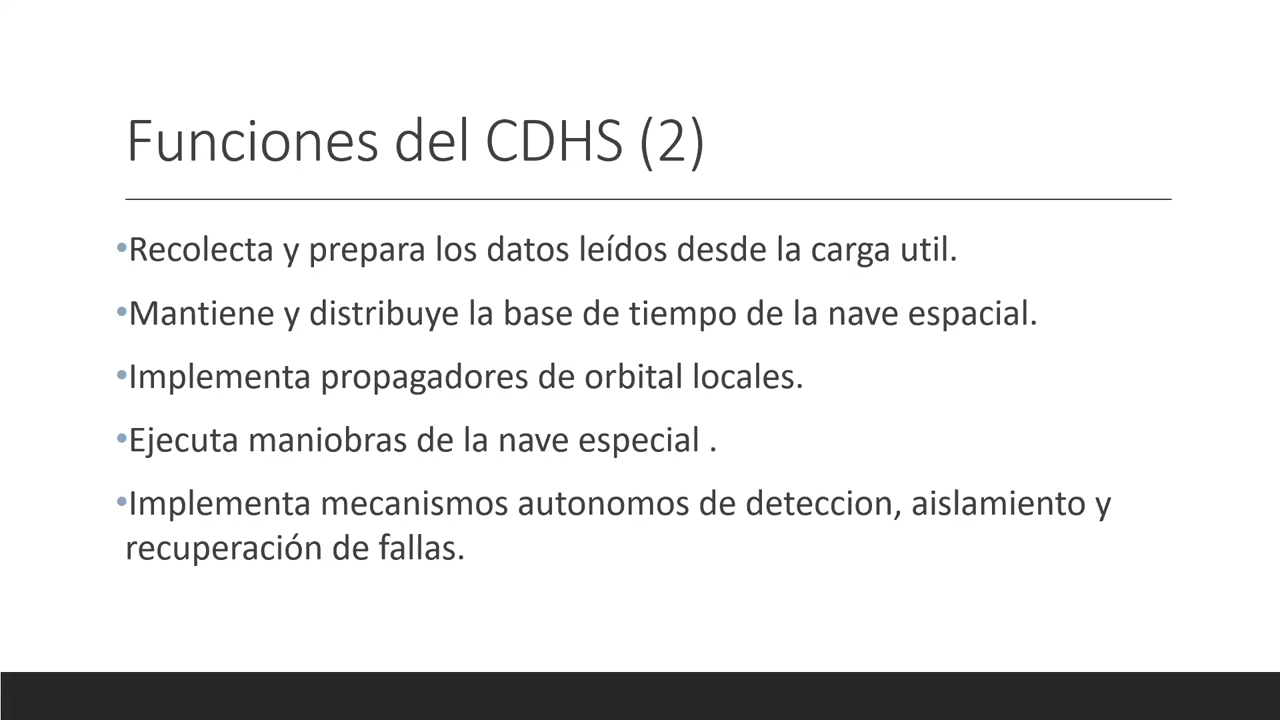 Funciones del CDHS (2)
•Recolecta y prepara los datos leídos desde la carga util.
•Mantiene y distribuye la base de tiempo de la nave espacial.
•Implementa propagadores de orbital locales.
•Ejecuta maniobras de la nave especial .
•Implementa mecanismos autonomos de deteccion, aislamiento y
recuperación de fallas.